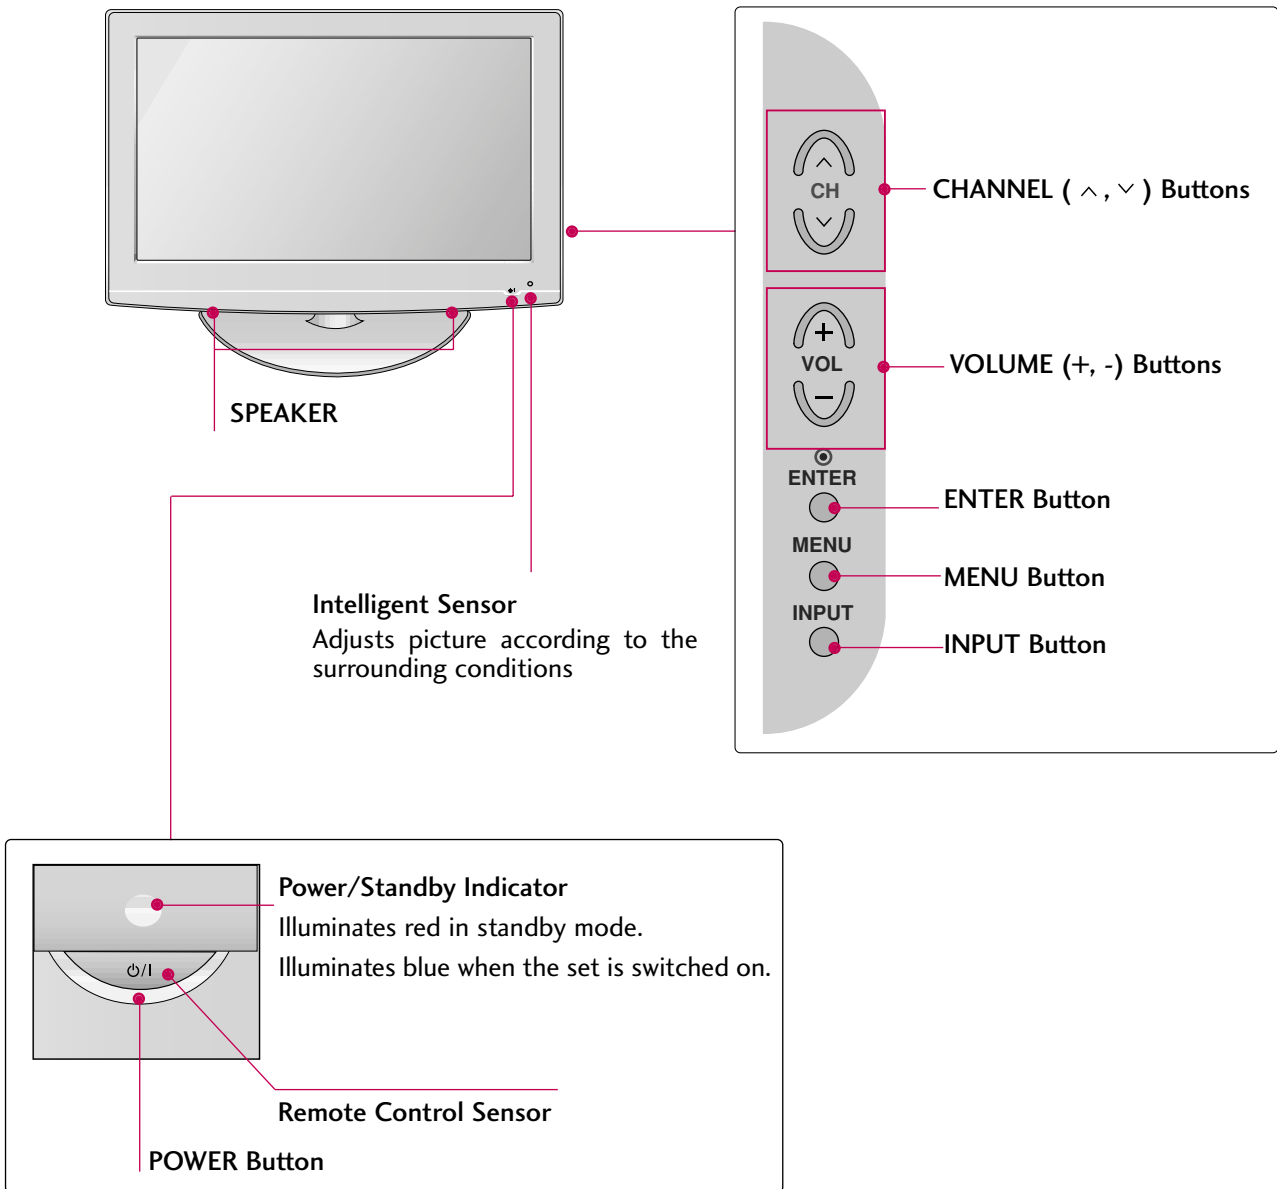 CH
CHANNEL ( ︿ , ﹀ ) Buttons
+
VOL
−
VOLUME (+, -) Buttons
SPEAKER
ENTER
ENTER Button
MENU
MENU Button
INPUT
INPUT Button
Intelligent Sensor
Adjusts picture according to the
surrounding conditions
Power/Standby Indicator
Illuminates red in standby mode.
Illuminates blue when the set is switched on.
⏻/I
Remote Control Sensor
POWER Button